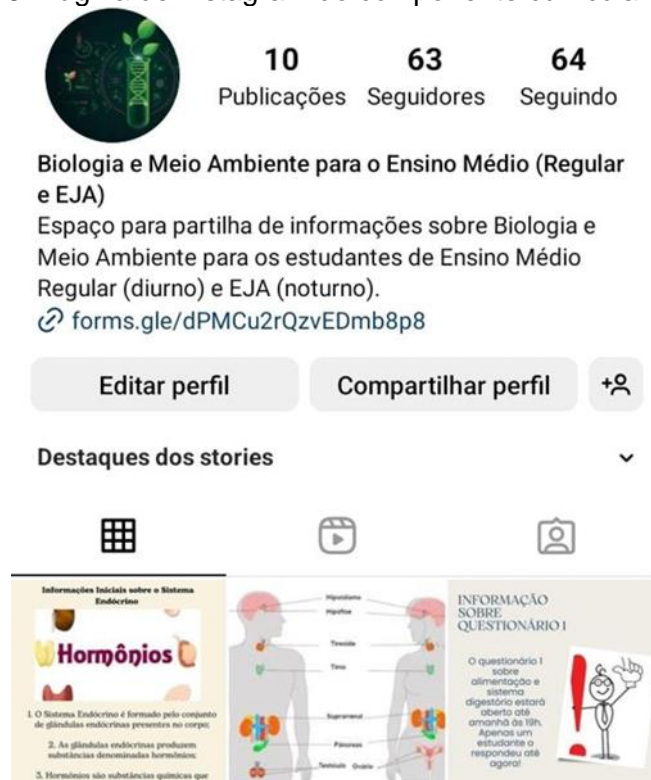 10 63 64
Publicações Seguidores Seguindo
Biologia e Meio Ambiente para o Ensino Médio (Regular
e EJA)
Espaço para partilha de informações sobre Biologia e
Meio Ambiente para os estudantes de Ensino Médio
Regular (diurno) e EJA (noturno).
forms.gle/dPMCu2rQzvEDmb8p8
Editar perfil Compartilhar perfil
Destaques dos stories
Informações Iniciais sobre o Sistema
Endócrino
Hormônios
1. O Sistema Endócrino é formado pelo conjunto
de glândulas endócrinas presentes no corpo;
2. As glândulas endócrinas produzem
substâncias denominadas hormônios;
3. Hormônios são substâncias químicas que
Hipotálamo
Hipófise
Tireoide
Timo
Suprarrenal
Pâncreas
Testículo Ovário
INFORMAÇÃO
SOBRE
QUESTIONÁRIO 1
O questionário 1
sobre
alimentação e
sistema
digestório estará
aberto até
amanhã às 19h.
Apenas um
estudante o
respondeu até
agora!